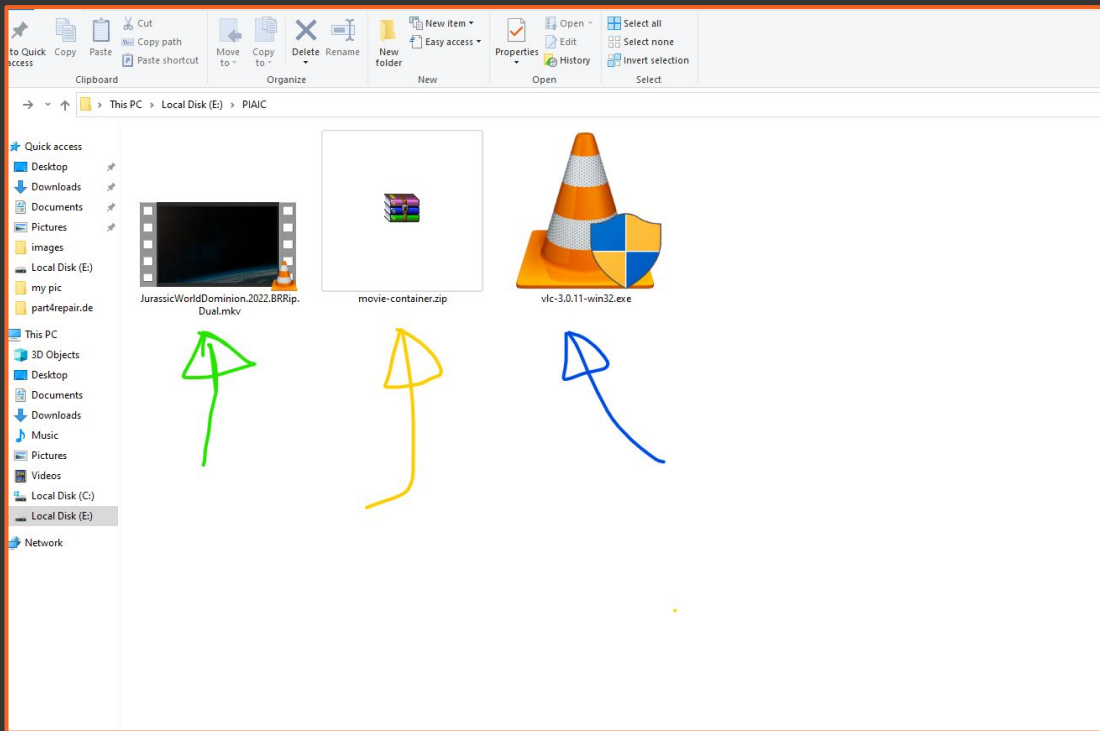 to Quick
access
Copy
Paste
Cut
Copy path
Paste shortcut
Clipboard
Move
to
Copy
to
Delete
Rename
Organize
New
folder
New item
Easy access
New
Properties
Open
Edit
History
Open
Select all
Select none
Invert selection
Select
This PC
Local Disk (E:)
PIAIC
Quick access
Desktop
Downloads
Documents
Pictures
images
Local Disk (E:)
my pic
part4repair.de
This PC
3D Objects
Desktop
Documents
Downloads
Music
Pictures
Videos
Local Disk (C:)
Local Disk (E:)
Network
JurassicWorldDominion.2022.BRRip.
Dual.mkv
movie-container.zip
vlc-3.0.11-win32.exe